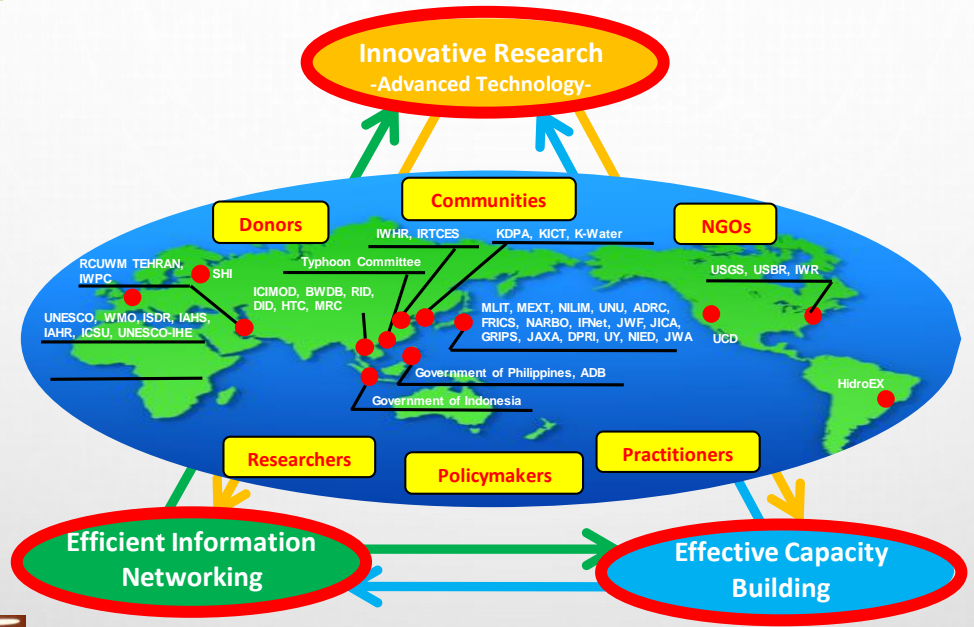 Innovative Research
-Advanced Technology-
Communities
Donors
NGOs
IWHR, IRTCES
KDPA, KICT, K-Water
Typhoon Committee
RCUWM TEHRAN,
IWPC
SHI
USGS, USBR, IWR
ICIMOD, BWDB, RID,
DID, HTC, MRC
UNESCO, WMO, ISDR, IAHS,
IAHR, ICSU, UNESCO-IHE
MLIT, MEXT, NILIM, UNU, ADRC,
FRICS, NARBO, IFNet, JWF, JICA,
GRIPS, JAXA, DPRI, UY, NIED, JWA
UCD
Government of Philippines, ADB
Government of Indonesia
HidroEX
Researchers
Policymakers
Practitioners
Efficient Information
Networking
Effective Capacity
Building